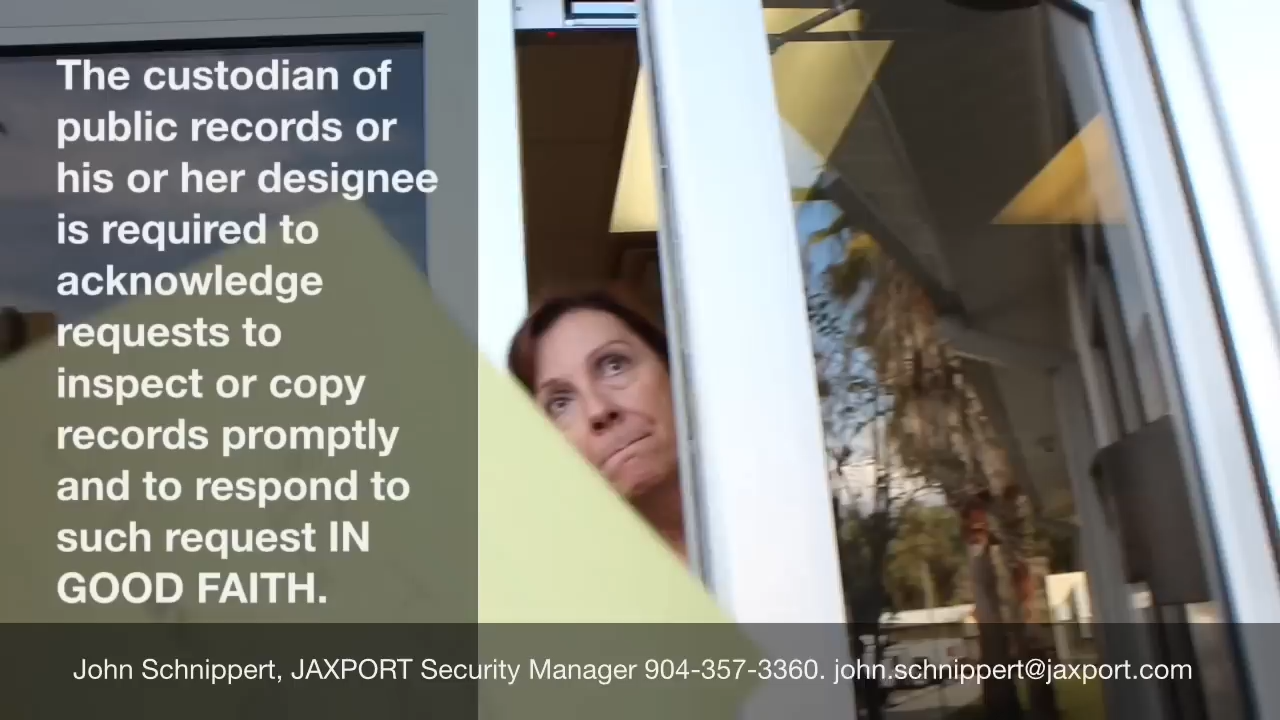 The custodian of
public records or
his or her designee
is required to
acknowledge
requests to
inspect or copy
records promptly
and to respond to
such request IN
GOOD FAITH.
John Schnippert, JAXPORT Security Manager 904-357-3360. john.schnippert@jaxport.com